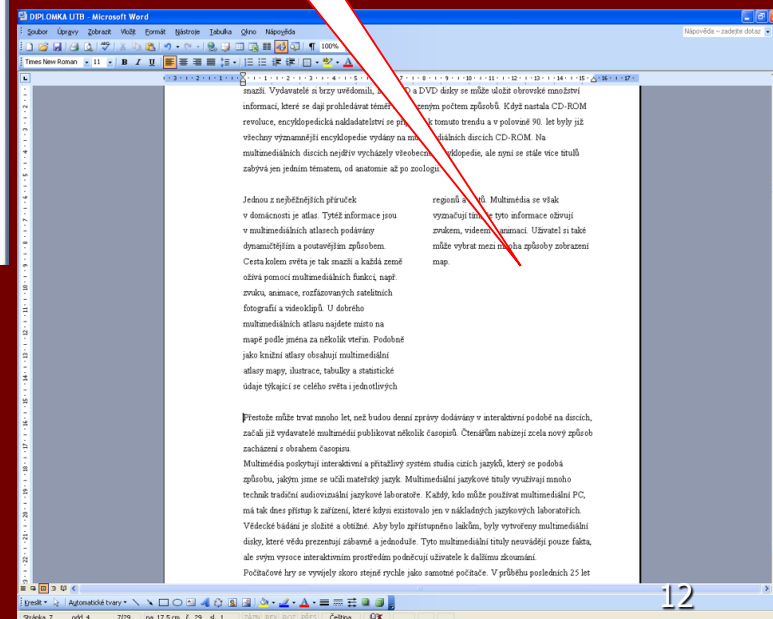 DIPLOMKA UTB - Microsoft Word
Soubor Úpravy Zobrazit Vložit Formát Nástroje Tabulka Okno Nápověda
Nápověda – zadejte dotaz
100%
Times New Roman 11 B I U
snazší. Vydavatelé si brzy uvědomili, a DVD disky se může uložit obrovské množství
informací, které se dají prohledávat téměř počtem způsobů. Když nastala CD-ROM
revoluce, encyklopedická nakladatelství se k tomuto trendu a v polovině 90. let byly již
všechny významnější encyklopedie vydány na discích CD-ROM. Na
multimediálních discích nejdřív vycházely, ale nyní se stále více titulů
zabývá jen jedním tématem, od anatomie až po zoologii.
Jednou z nejběžnějších příruček
v domácnosti je atlas. Tytéž informace jsou
v multimediálních atlasech podávány
dynamičtějším a poutavějším způsobem.
Cesta kolem světa je tak snazší a každá země
ožívá pomocí multimediálních funkcí, např.
zvuku, animace, rozfázovaných satelitních
fotografií a videoklipů. U dobrého
multimediálních atlasu najdete místo na
mapě podle jména za několik vteřin. Podobně
jako knižní atlasy obsahují multimediální
atlasy mapy, ilustrace, tabulky a statistické
údaje týkající se celého světa i jednotlivých
regionů a. Multimédia se však
vyznačují tyto informace oživují
zvukem, videem animací. Uživatel si také
může vybrat mezi mnoha způsoby zobrazení
map.
Přestože může trvat mnoho let, než budou denní zprávy dodávány v interaktivní podobě na discích,
začali již vydavatelé multimédií publikovat několik časopisů. Čtenářům nabízejí zcela nový způsob
zacházení s obsahem časopisu.
Multimédia poskytují interaktivní a přitažlivý systém studia cizích jazyků, který se podobá
způsobu, jakým jsme se učili mateřský jazyk. Multimediální jazykové tituly využívají mnoho
technik tradiční audiovizuální jazykové laboratoře. Každý, kdo může používat multimediální PC,
má tak dnes přístup k zařízení, které kdysi existovalo jen v nákladných jazykových laboratořích.
Vědecké bádání je složité a obtížné. Aby bylo zpřístupněno laikům, byly vytvořeny multimediální
disky, které vědu prezentují zábavně a jednoduše. Tyto multimediální tituly neuvádějí pouze fakta,
ale svým vysoce interaktivním prostředím podněcují uživatele k dalšímu zkoumání.
Počítačové hry se vyvíjely skoro stejně rychle jako samotné počítače. V průběhu posledních 25 let
12
Kreslit Automatické tvary
Stránka 7 odd 4 7/29 na 17,5 cm ř. 29 sl. 1 ZÁZN REV ROZ PŘES Čeština